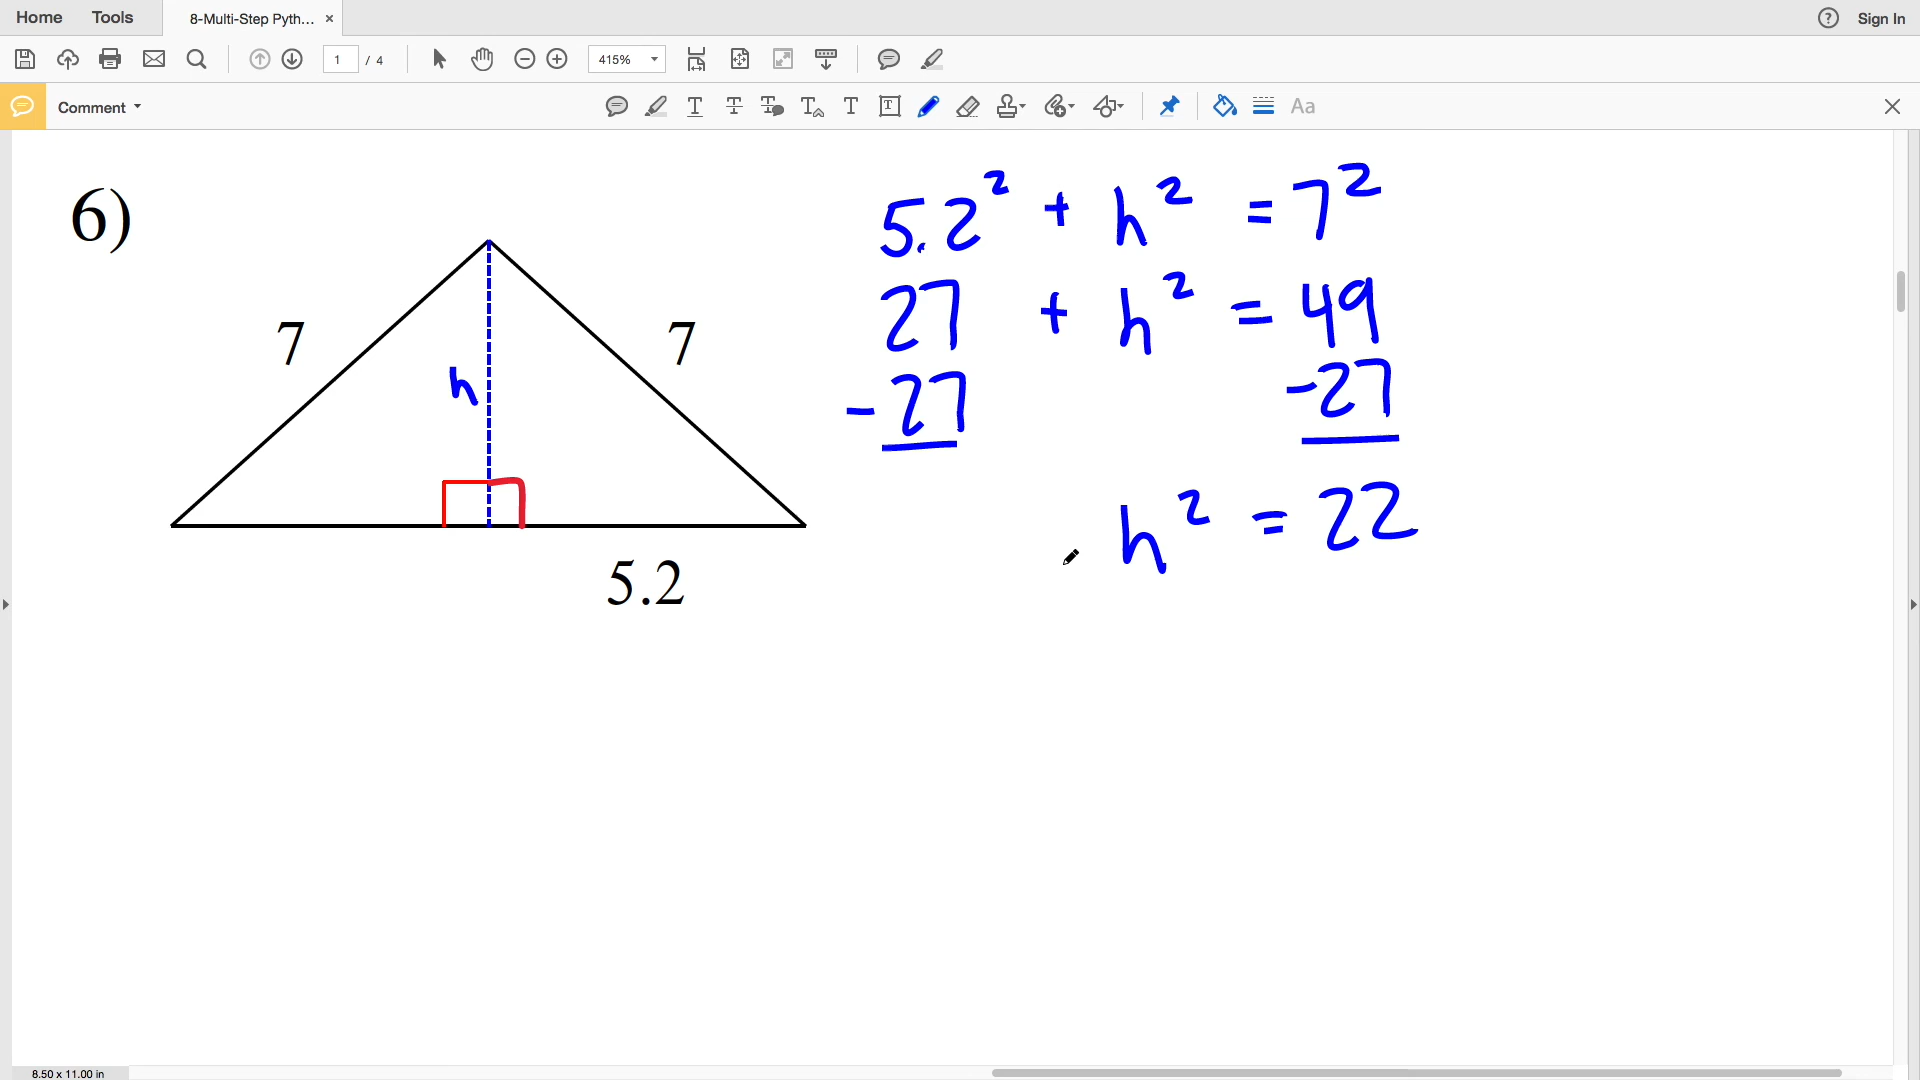 Home Tools 8-Multi-Step Pyth... × ? Sign In
1 / 4 415%
Comment T T T T T T Aa
6)
5.2² + h² = 7²
27 + h² = 49
7 7
h
-27 -27
h² = 22
5.2
8.50 x 11.00 in